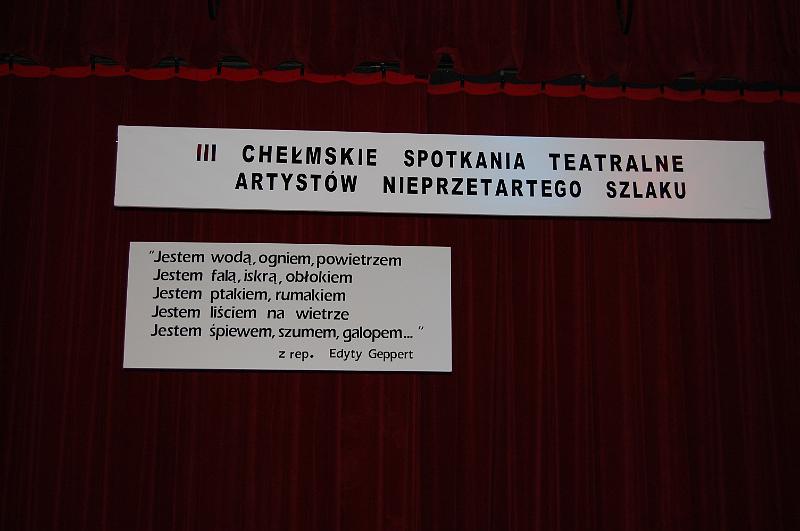 III CHEŁMSKIE SPOTKANIA TEATRALNE
ARTYSTÓW NIEPRZETARTEGO SZLAKU
"Jestem wodą, ogniem, powietrzem
Jestem falą, iskrą, obłokiem
Jestem ptakiem, rumakiem
Jestem liściem na wietrze
Jestem śpiewem, szumem, galopem... "
z rep. Edyty Geppert